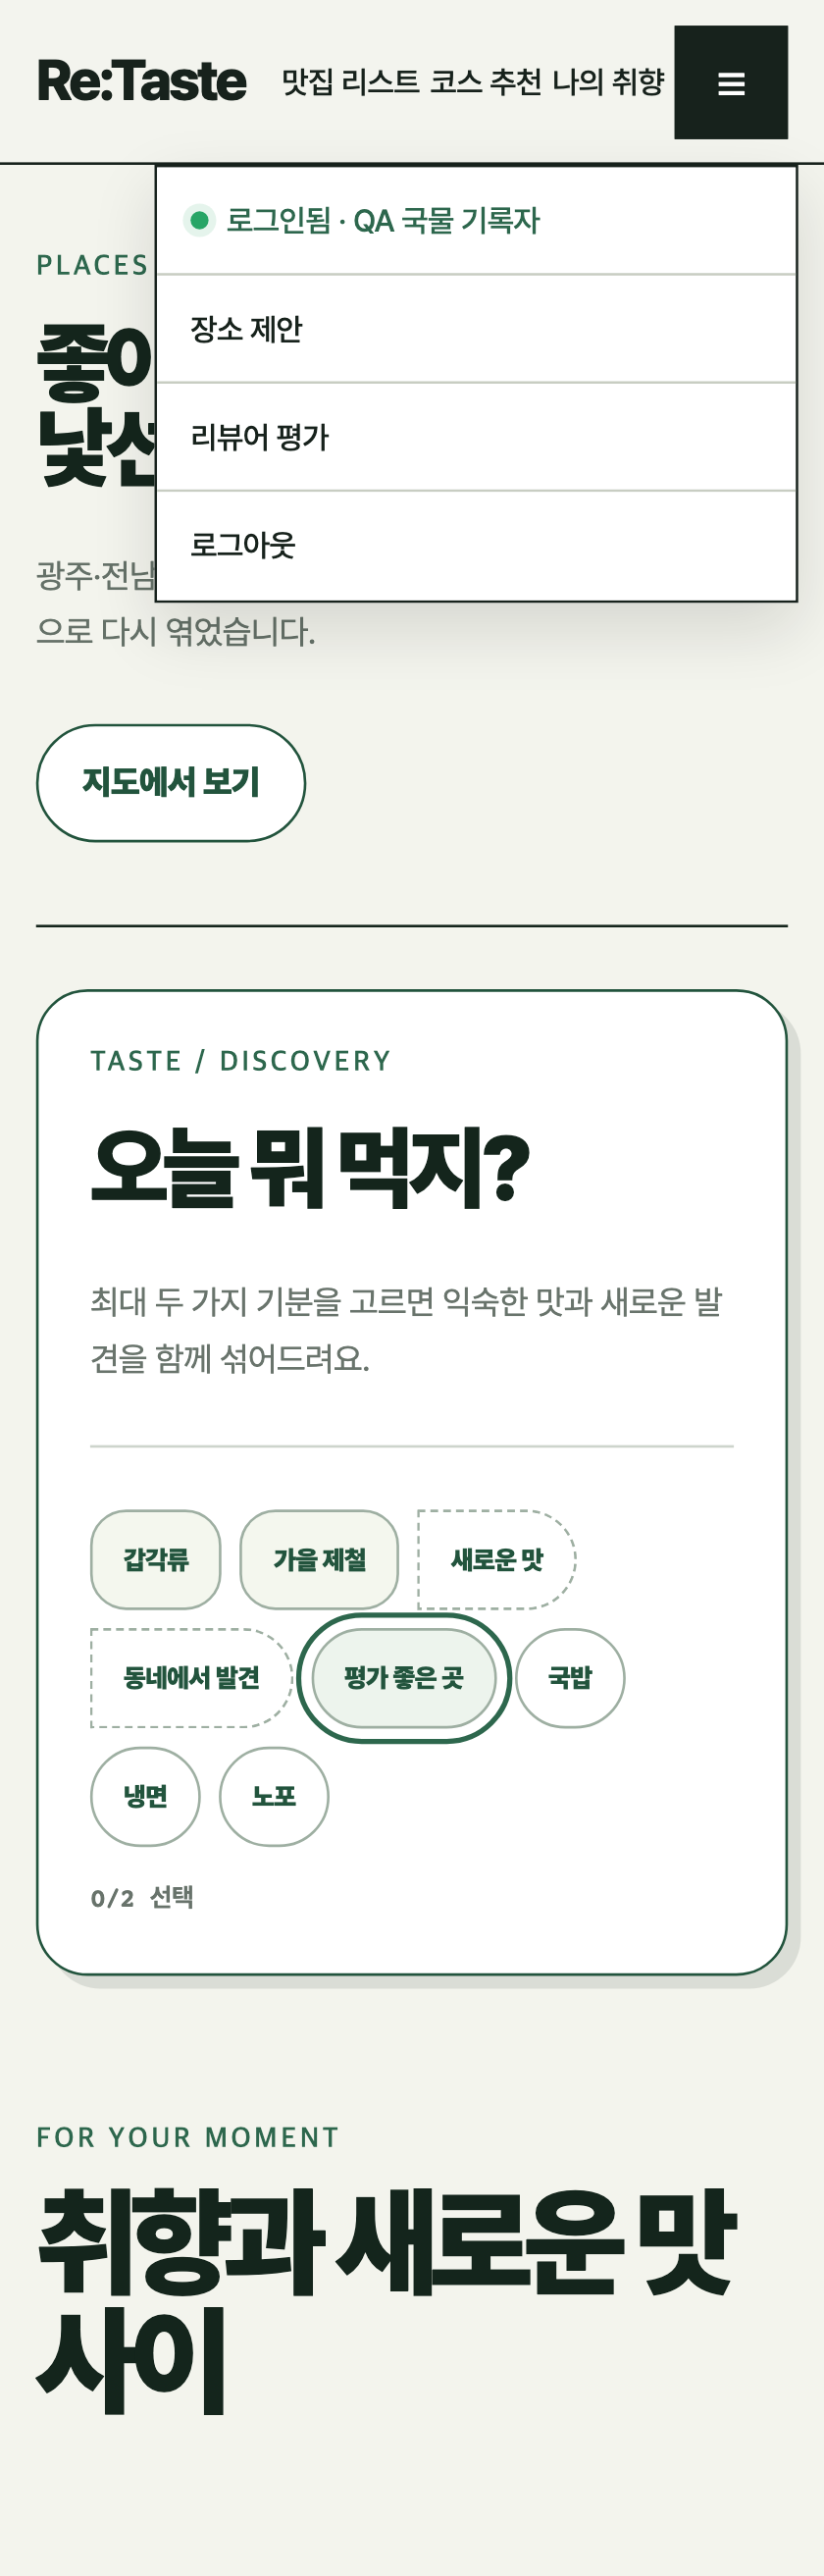 Re:Taste 맛집 리스트 코스 추천 나의 취향
로그인됨 · QA 국물 기록자
장소 제안
리뷰어 평가
로그아웃
PLACES
광주·전남
으로 다시 엮었습니다.
지도에서 보기
TASTE / DISCOVERY
오늘 뭐 먹지?
최대 두 가지 기분을 고르면 익숙한 맛과 새로운 발
견을 함께 섞어드려요.
갑각류 가을 제철 새로운 맛
동네에서 발견 평가 좋은 곳 국밥
냉면 노포
0/2 선택
FOR YOUR MOMENT
취향과 새로운 맛
사이